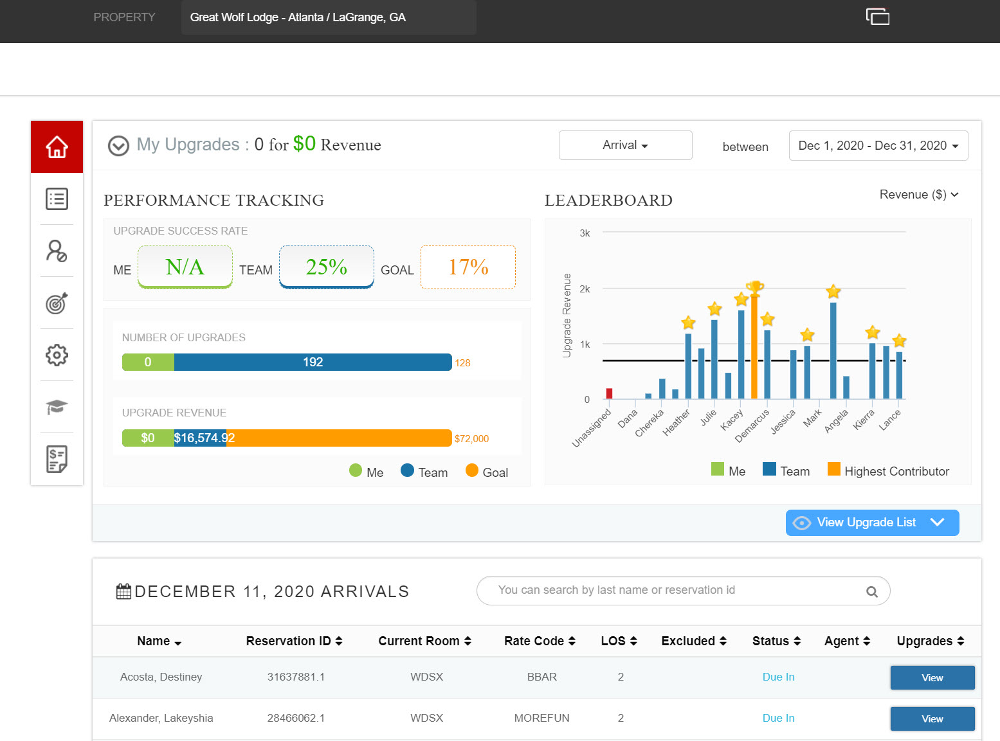 PROPERTY Great Wolf Lodge - Atlanta / LaGrange, GA
My Upgrades : 0 for $0 Revenue
Arrival between Dec 1, 2020 - Dec 31, 2020
PERFORMANCE TRACKING
UPGRADE SUCCESS RATE
ME N/A TEAM 25% GOAL 17%
NUMBER OF UPGRADES
0 192 128
UPGRADE REVENUE
$0 $16,574.92 $72,000
Me Team Goal
LEADERBOARD
Revenue ($)
Upgrade Revenue
3k
2k
1k
0
Unassigned Dana Chereka Heather Julie Kacey Demarcus Jessica Mark Angela Kierra Lance
Me Team Highest Contributor
View Upgrade List
DECEMBER 11, 2020 ARRIVALS
You can search by last name or reservation id
Name Reservation ID Current Room Rate Code LOS Excluded Status Agent Upgrades
Acosta, Destiney 31637881.1 WDSX BBAR 2 Due In View
Alexander, Lakeyshia 28466062.1 WDSX MOREFUN 2 Due In View